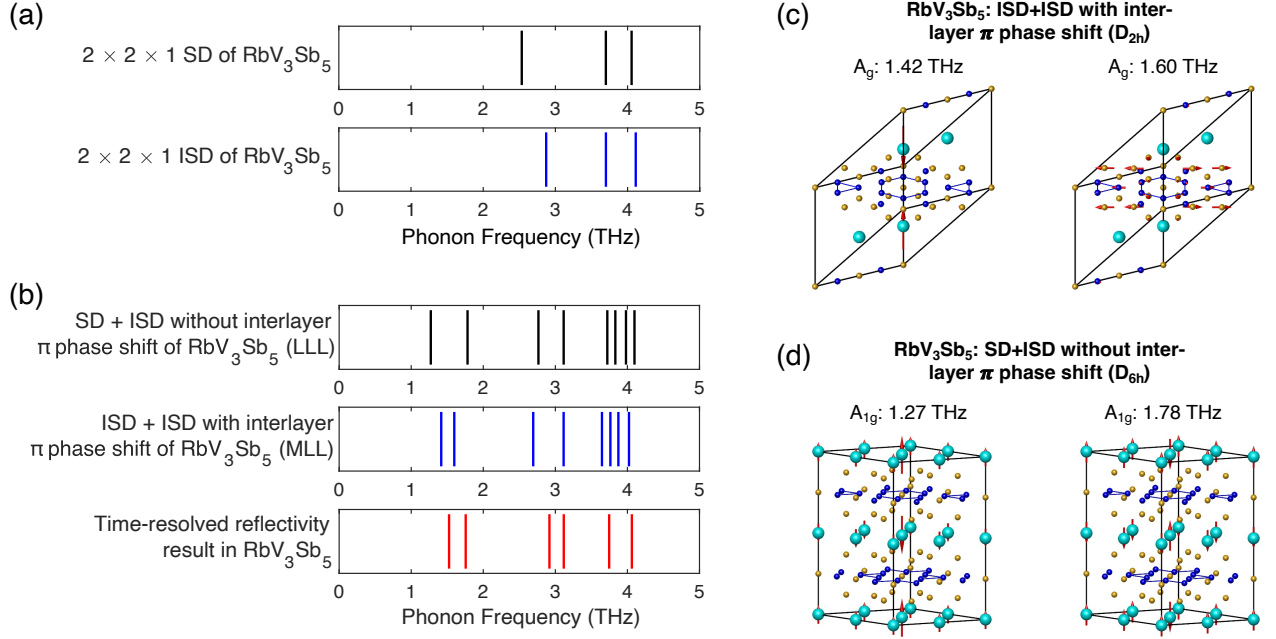 (a)
2 × 2 × 1 SD of RbV₃Sb₅
0 1 2 3 4 5
2 × 2 × 1 ISD of RbV₃Sb₅
0 1 2 3 4 5
Phonon Frequency (THz)
(b)
SD + ISD without interlayer
π phase shift of RbV₃Sb₅ (LLL)
0 1 2 3 4 5
ISD + ISD with interlayer
π phase shift of RbV₃Sb₅ (MLL)
0 1 2 3 4 5
Time-resolved reflectivity
result in RbV₃Sb₅
0 1 2 3 4 5
Phonon Frequency (THz)
(c)
RbV₃Sb₅: ISD+ISD with inter-
layer π phase shift (D₂ₕ)
A_g: 1.42 THz
A_g: 1.60 THz
(d)
RbV₃Sb₅: SD+ISD without inter-
layer π phase shift (D₆ₕ)
A₁g: 1.27 THz
A₁g: 1.78 THz